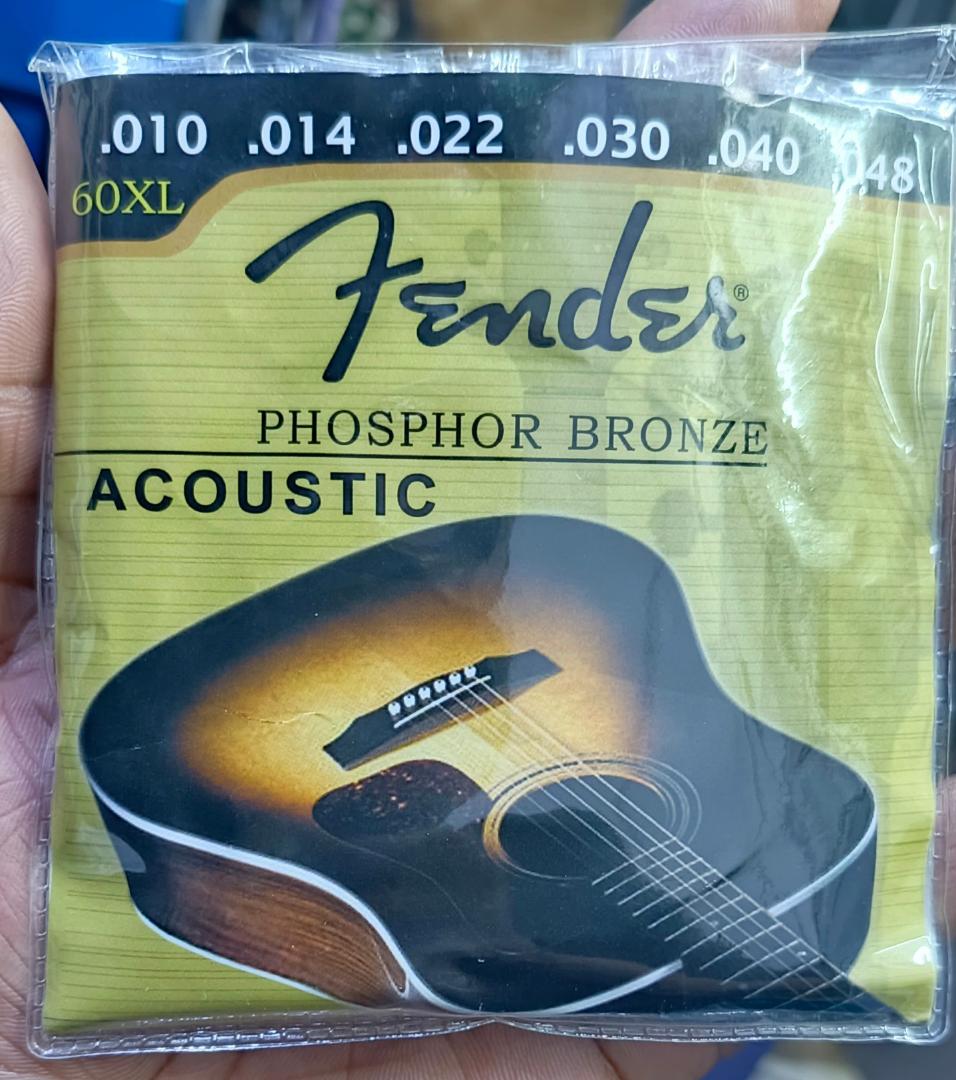 .010 .014 .022 .030 .040 .048
60XL
Fender®
PHOSPHOR BRONZE
ACOUSTIC